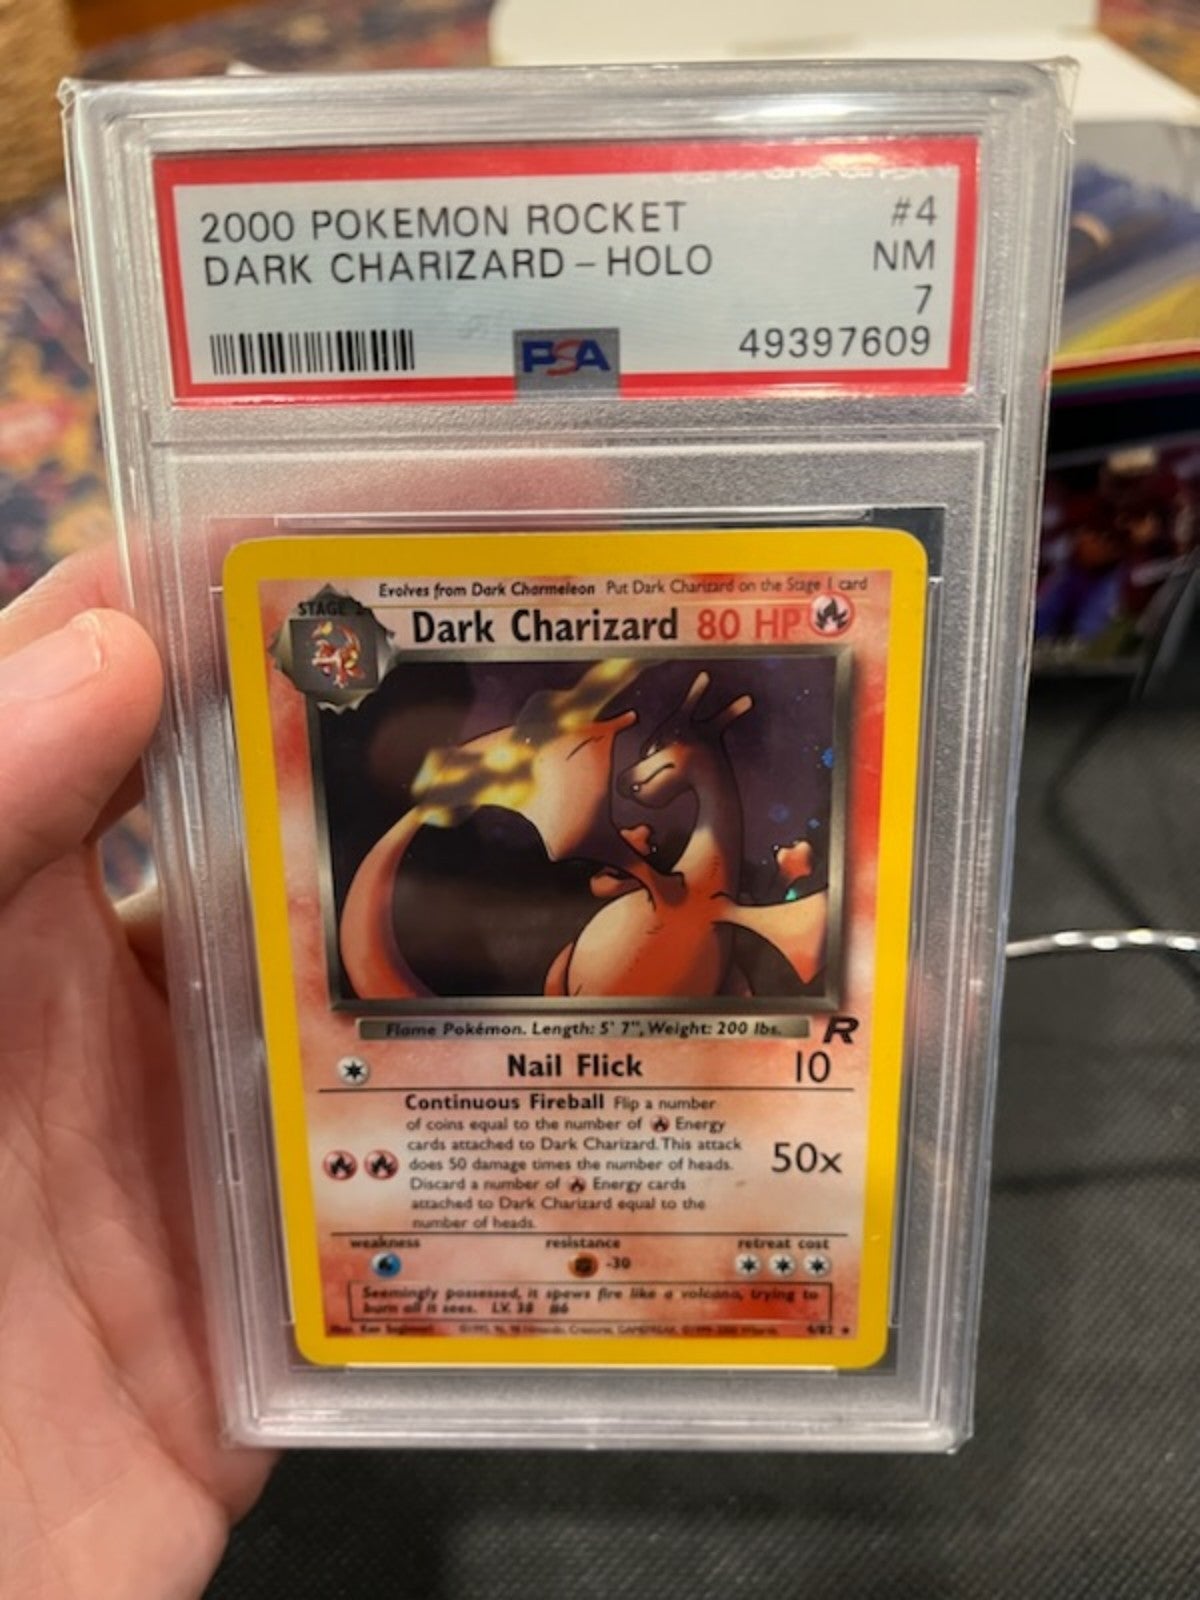 2000 POKEMON ROCKET #4
DARK CHARIZARD - HOLO NM
7
PSA 49397609
Evolves from Dark Charmeleon Put Dark Charizard on the Stage 1 card
STAGE 2
Dark Charizard 80 HP
Flame Pokémon. Length: 5' 7", Weight: 200 lbs. R
Nail Flick 10
Continuous Fireball Flip a number
of coins equal to the number of Energy
cards attached to Dark Charizard. This attack
does 50 damage times the number of heads. 50x
Discard a number of Energy cards
attached to Dark Charizard equal to the
number of heads.
weakness resistance retreat cost
-30
Seemingly possessed, it spews fire like a volcano, trying to
burn all it sees. LV. 38 #6
4/82